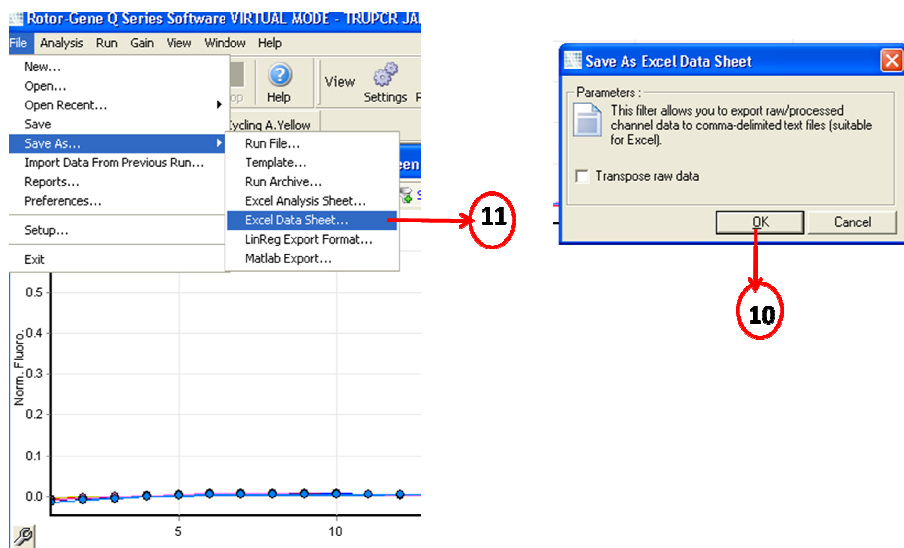 Rotor-Gene Q Series Software VIRTUAL MODE - TRUPCR JA
File Analysis Run Gain View Window Help
New...
Open...
Open Recent...
Save
Save As...
Import Data From Previous Run...
Reports...
Preferences...
Setup...
Exit
Help
View
Settings
A.Yellow
Run File...
Template...
Run Archive...
Excel Analysis Sheet...
Excel Data Sheet...
LinReg Export Format...
Matlab Export...
11
Norm. Fluoro.
0.5
0.4
0.3
0.2
0.1
0.0
5
10
Save As Excel Data Sheet
Parameters :
This filter allows you to export raw/processed
channel data to comma-delimited text files (suitable
for Excel).
Transpose raw data
OK
Cancel
10